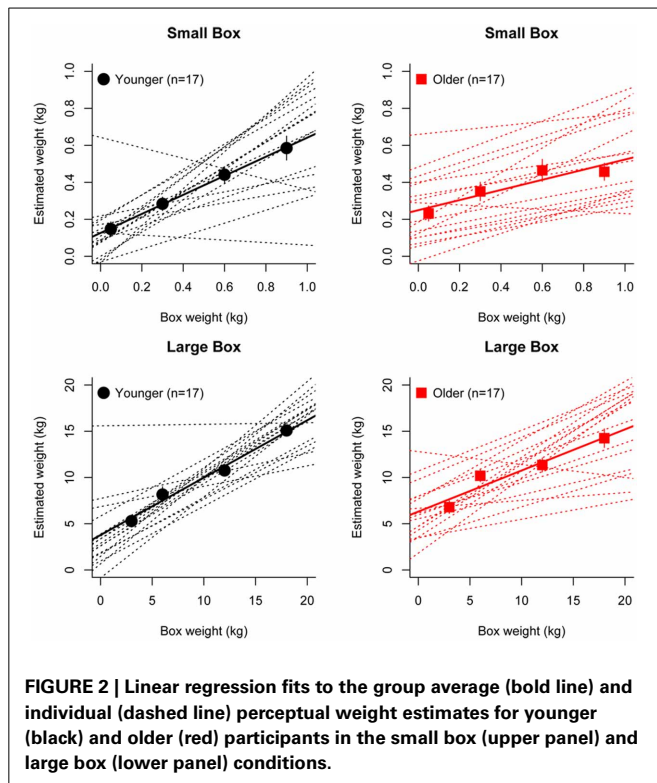 Small Box
Estimated weight (kg)
1.0
0.8
0.6
0.4
0.2
0.0
Younger (n=17)
0.0 0.2 0.4 0.6 0.8 1.0
Box weight (kg)
Small Box
Estimated weight (kg)
1.0
0.8
0.6
0.4
0.2
0.0
Older (n=17)
0.0 0.2 0.4 0.6 0.8 1.0
Box weight (kg)
Large Box
Estimated weight (kg)
20
15
10
5
0
Younger (n=17)
0 5 10 15 20
Box weight (kg)
Large Box
Estimated weight (kg)
20
15
10
5
0
Older (n=17)
0 5 10 15 20
Box weight (kg)
FIGURE 2 | Linear regression fits to the group average (bold line) and
individual (dashed line) perceptual weight estimates for younger
(black) and older (red) participants in the small box (upper panel) and
large box (lower panel) conditions.